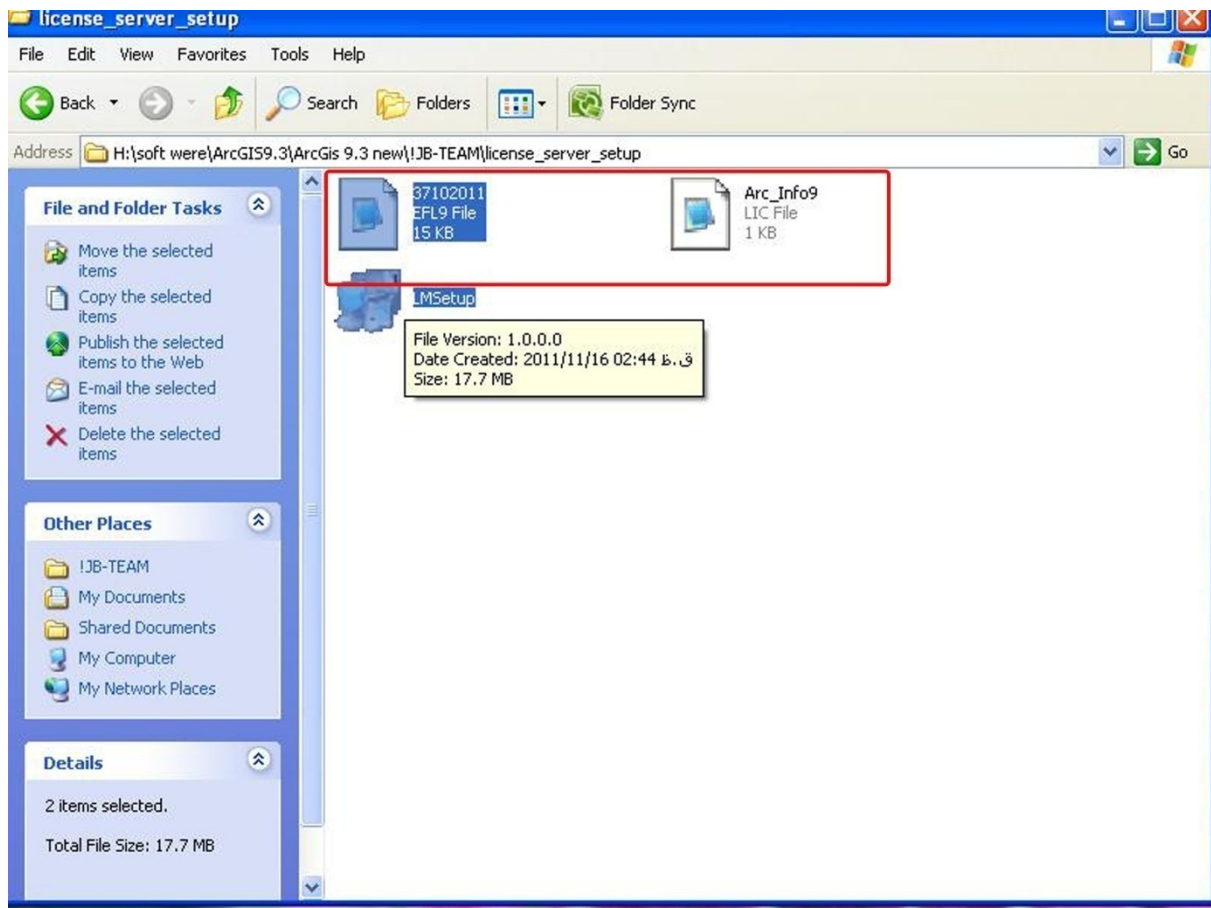 license_server_setup
File Edit View Favorites Tools Help
Back Search Folders Folder Sync
Address H:\soft were\ArcGIS9.3\ArcGis 9.3 new\!JB-TEAM\license_server_setup Go
File and Folder Tasks
Move the selected
items
Copy the selected
items
Publish the selected
items to the Web
E-mail the selected
items
Delete the selected
items
Other Places
!JB-TEAM
My Documents
Shared Documents
My Computer
My Network Places
Details
2 items selected.
Total File Size: 17.7 MB
37102011
EFL9 File
15 KB
Arc_Info9
LIC File
1 KB
LMSetup
File Version: 1.0.0.0
Date Created: 2011/11/16 02:44 ق.ظ
Size: 17.7 MB